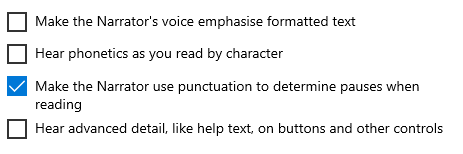 Make the Narrator's voice emphasise formatted text
Hear phonetics as you read by character
Make the Narrator use punctuation to determine pauses when
reading
Hear advanced detail, like help text, on buttons and other controls